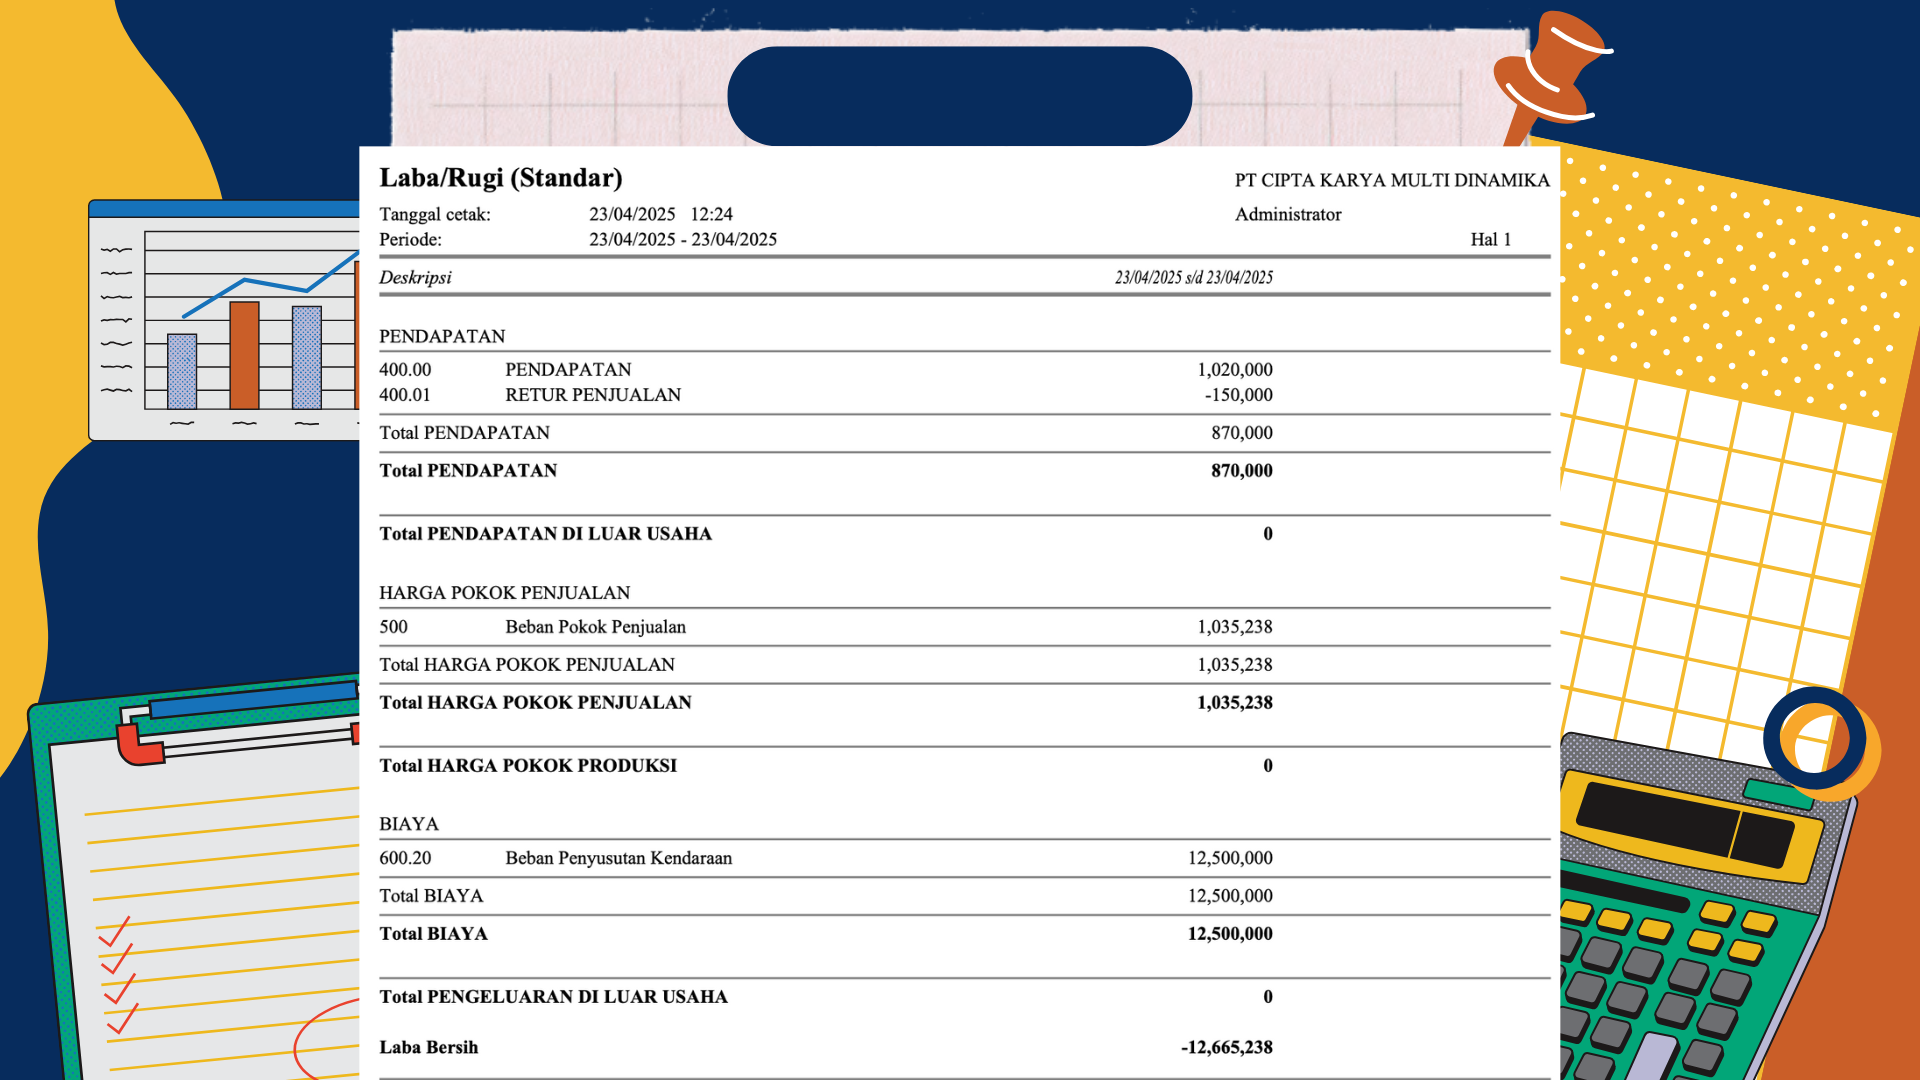 Laba/Rugi (Standar) PT CIPTA KARYA MULTI DINAMIKA
Tanggal cetak: 23/04/2025 12:24 Administrator
Periode: 23/04/2025 - 23/04/2025 Hal 1
Deskripsi 23/04/2025 s/d 23/04/2025
PENDAPATAN
400.00 PENDAPATAN 1,020,000
400.01 RETUR PENJUALAN -150,000
Total PENDAPATAN 870,000
Total PENDAPATAN 870,000
Total PENDAPATAN DI LUAR USAHA 0
HARGA POKOK PENJUALAN
500 Beban Pokok Penjualan 1,035,238
Total HARGA POKOK PENJUALAN 1,035,238
Total HARGA POKOK PENJUALAN 1,035,238
Total HARGA POKOK PRODUKSI 0
BIAYA
600.20 Beban Penyusutan Kendaraan 12,500,000
Total BIAYA 12,500,000
Total BIAYA 12,500,000
Total PENGELUARAN DI LUAR USAHA 0
Laba Bersih -12,665,238